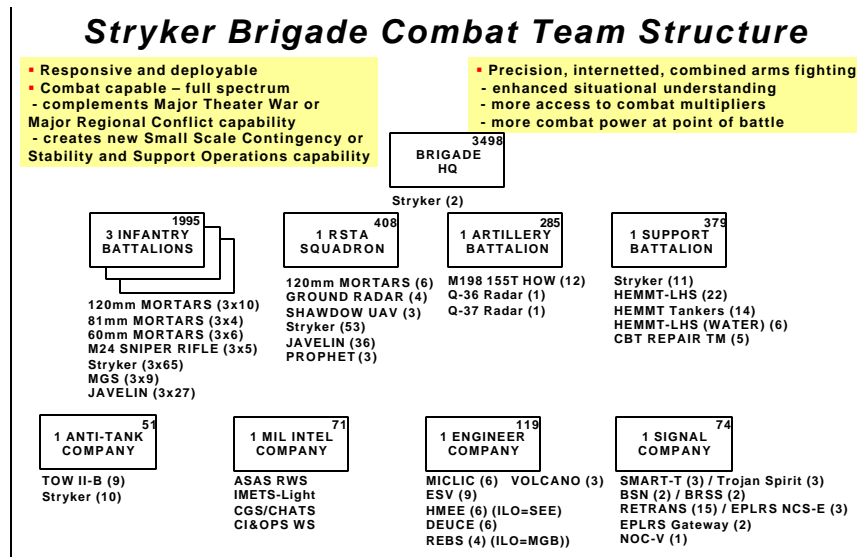 Stryker Brigade Combat Team Structure
▪ Responsive and deployable
▪ Combat capable – full spectrum
- complements Major Theater War or
Major Regional Conflict capability
- creates new Small Scale Contingency or
Stability and Support Operations capability
▪ Precision, internetted, combined arms fighting
- enhanced situational understanding
- more access to combat multipliers
- more combat power at point of battle
3498
BRIGADE
HQ
Stryker (2)
1995
3 INFANTRY
BATTALIONS
120mm MORTARS (3x10)
81mm MORTARS (3x4)
60mm MORTARS (3x6)
M24 SNIPER RIFLE (3x5)
Stryker (3x65)
MGS (3x9)
JAVELIN (3x27)
408
1 RSTA
SQUADRON
120mm MORTARS (6)
GROUND RADAR (4)
SHAWDOW UAV (3)
Stryker (53)
JAVELIN (36)
PROPHET (3)
285
1 ARTILLERY
BATTALION
M198 155T HOW (12)
Q-36 Radar (1)
Q-37 Radar (1)
379
1 SUPPORT
BATTALION
Stryker (11)
HEMMT-LHS (22)
HEMMT Tankers (14)
HEMMT-LHS (WATER) (6)
CBT REPAIR TM (5)
51
1 ANTI-TANK
COMPANY
TOW II-B (9)
Stryker (10)
71
1 MIL INTEL
COMPANY
ASAS RWS
IMETS-Light
CGS/CHATS
CI&OPS WS
119
1 ENGINEER
COMPANY
MICLIC (6) VOLCANO (3)
ESV (9)
HMEE (6) (ILO=SEE)
DEUCE (6)
REBS (4) (ILO=MGB))
74
1 SIGNAL
COMPANY
SMART-T (3) / Trojan Spirit (3)
BSN (2) / BRSS (2)
RETRANS (15) / EPLRS NCS-E (3)
EPLRS Gateway (2)
NOC-V (1)